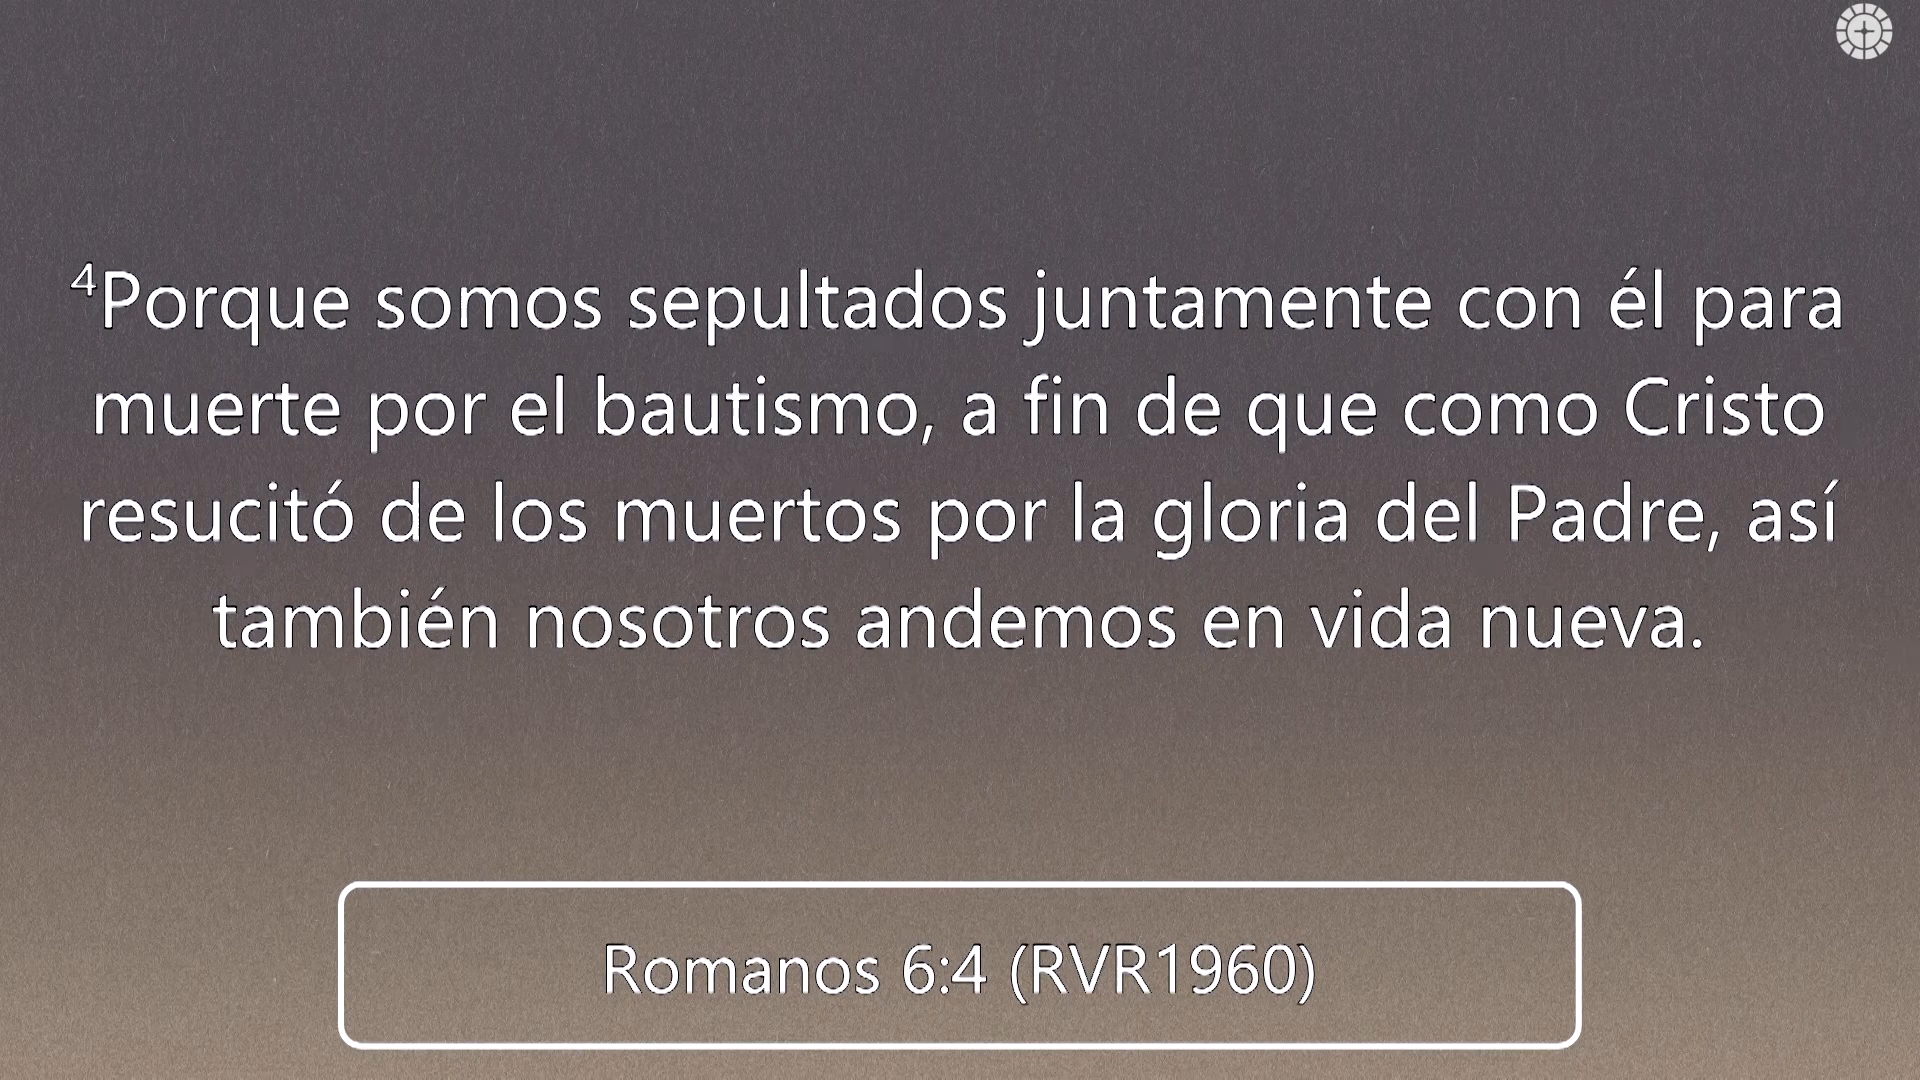 ⁴Porque somos sepultados juntamente con él para
muerte por el bautismo, a fin de que como Cristo
resucitó de los muertos por la gloria del Padre, así
también nosotros andemos en vida nueva.
Romanos 6:4 (RVR1960)